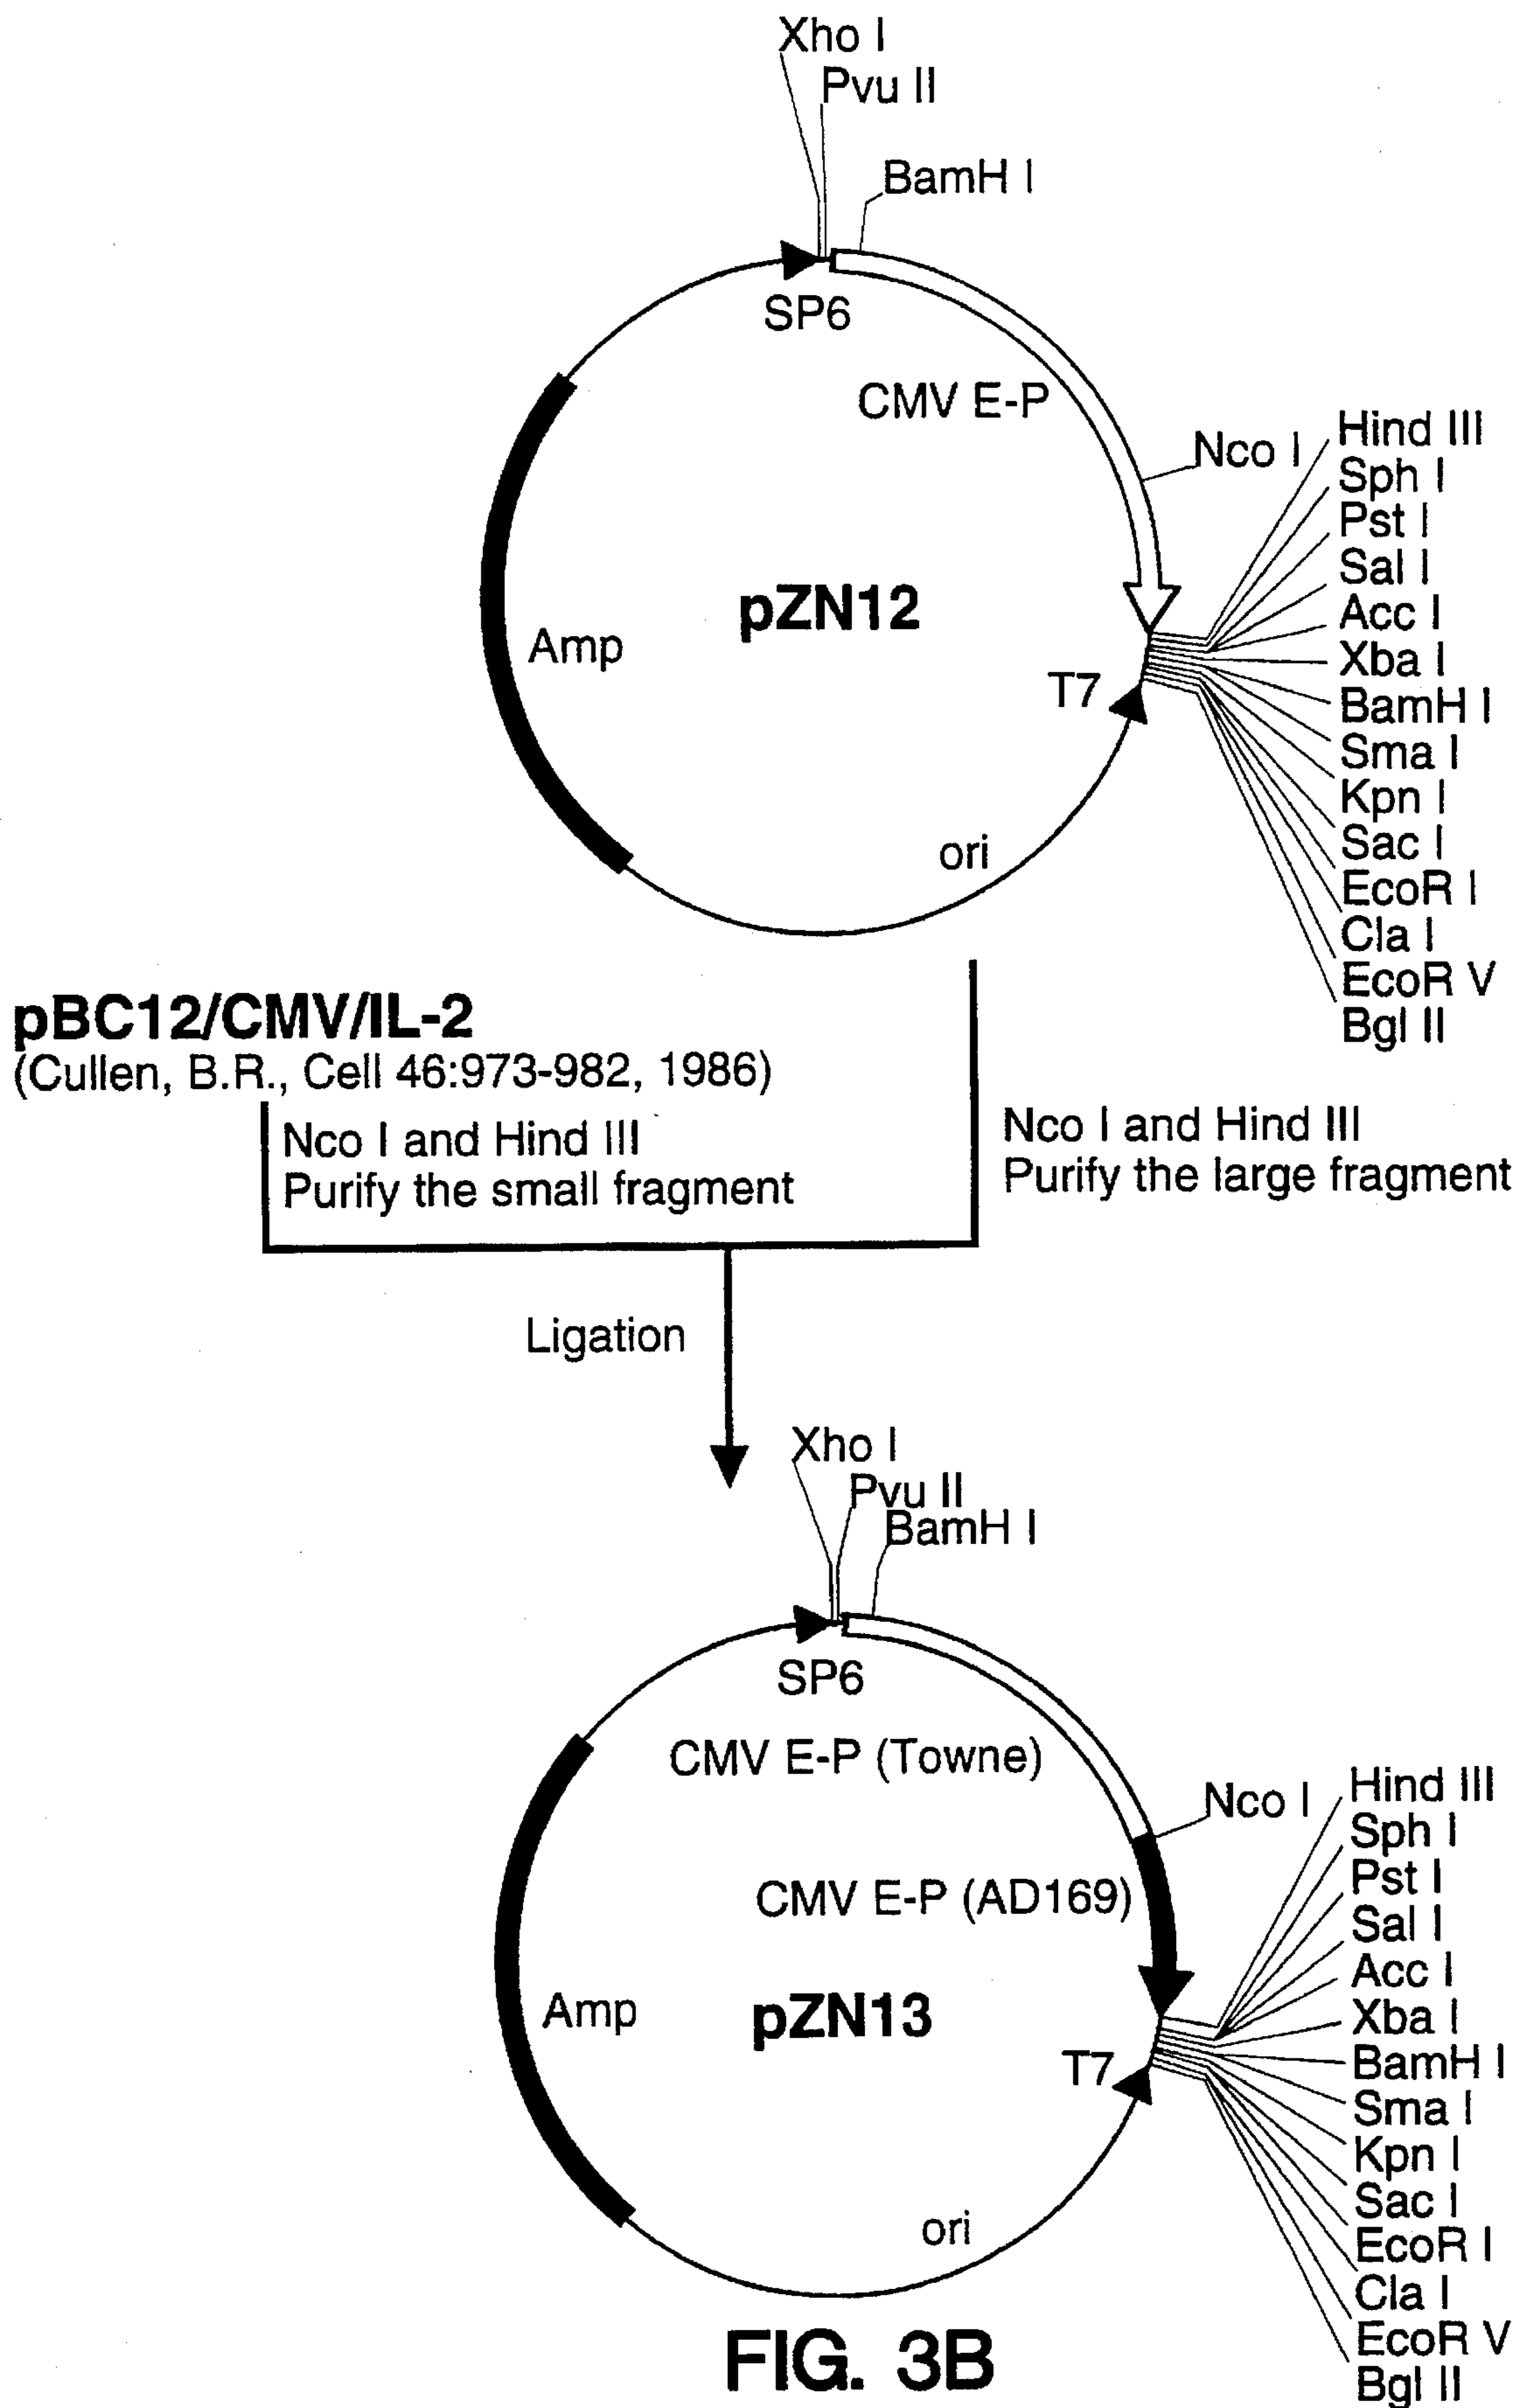 Xho I
Pvu II
BamH I
SP6
CMV E-P
Nco I
Hind III
Sph I
Pst I
Sal I
Acc I
Xba I
BamH I
Sma I
Kpn I
Sac I
EcoR I
Cla I
EcoR V
Bgl II
pZN12
Amp
T7
ori
pBC12/CMV/IL-2
(Cullen, B.R., Cell 46:973-982, 1986)
Nco I and Hind III
Purify the small fragment
Nco I and Hind III
Purify the large fragment
Ligation
Xho I
Pvu II
BamH I
SP6
CMV E-P (Towne)
Nco I
CMV E-P (AD169)
Hind III
Sph I
Pst I
Sal I
Acc I
Xba I
BamH I
Sma I
Kpn I
Sac I
EcoR I
Cla I
EcoR V
Bgl II
Amp
pZN13
T7
ori
FIG. 3B